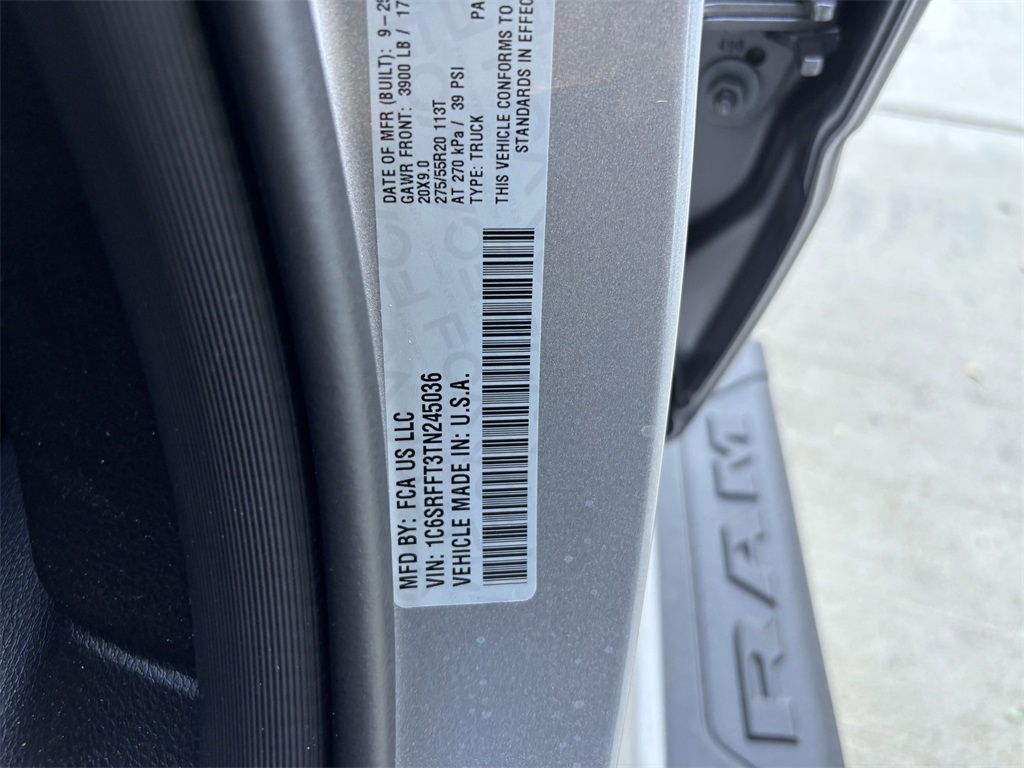 MFD BY: FCA US LLC
VIN: 1C6SRFFT3TN245036
VEHICLE MADE IN: U.S.A.
DATE OF MFR (BUILT): 9-25
GAWR FRONT: 3900 LB / 17
20X9.0
275/55R20 113T
AT 270 kPa / 39 PSI
TYPE: TRUCK
PA
THIS VEHICLE CONFORMS TO
STANDARDS IN EFFEC
RAM